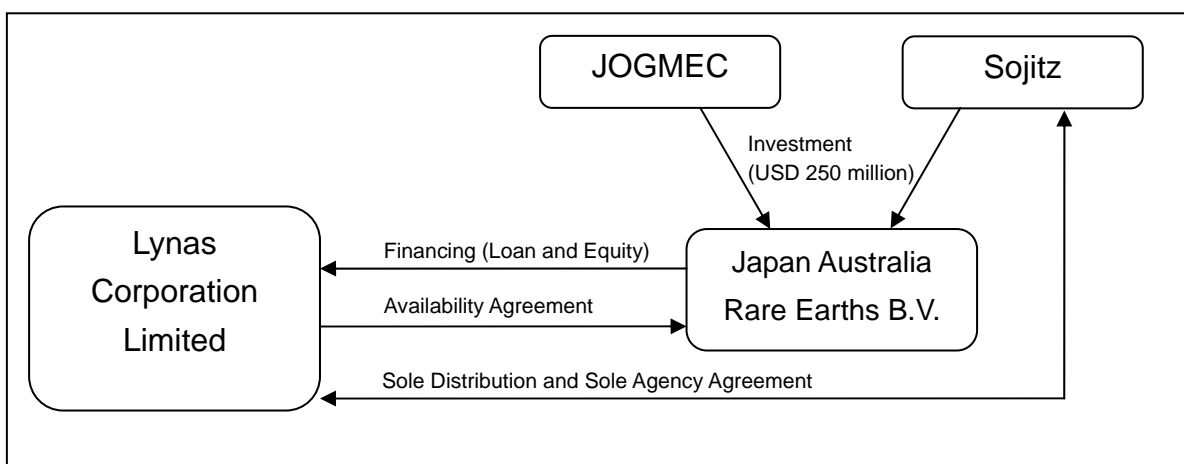 JOGMEC
Sojitz
Investment
(USD 250 million)
Lynas
Corporation
Limited
Financing (Loan and Equity)
Availability Agreement
Japan Australia
Rare Earths B.V.
Sole Distribution and Sole Agency Agreement